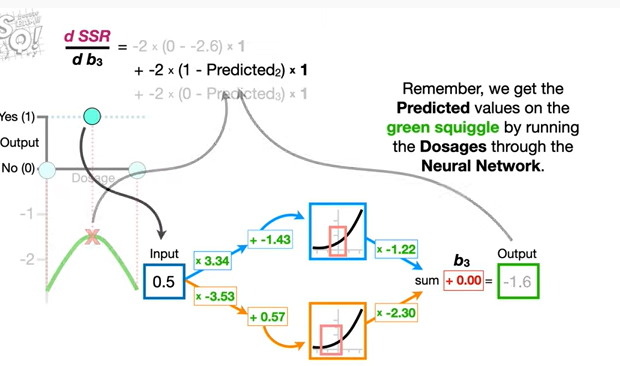 SQ!
d SSR
d b3
= -2 × (0 - -2.6) × 1
+ -2 × (1 - Predicted2) × 1
+ -2 × (0 - Predicted3) × 1
Remember, we get the
Predicted values on the
green squiggle by running
the Dosages through the
Neural Network.
Yes (1)
Output
No (0)
Dosage
-1
-2
Input
0.5
× 3.34
+ -1.43
× -1.22
× -3.53
+ 0.57
× -2.30
b3
sum + 0.00 =
Output
-1.6